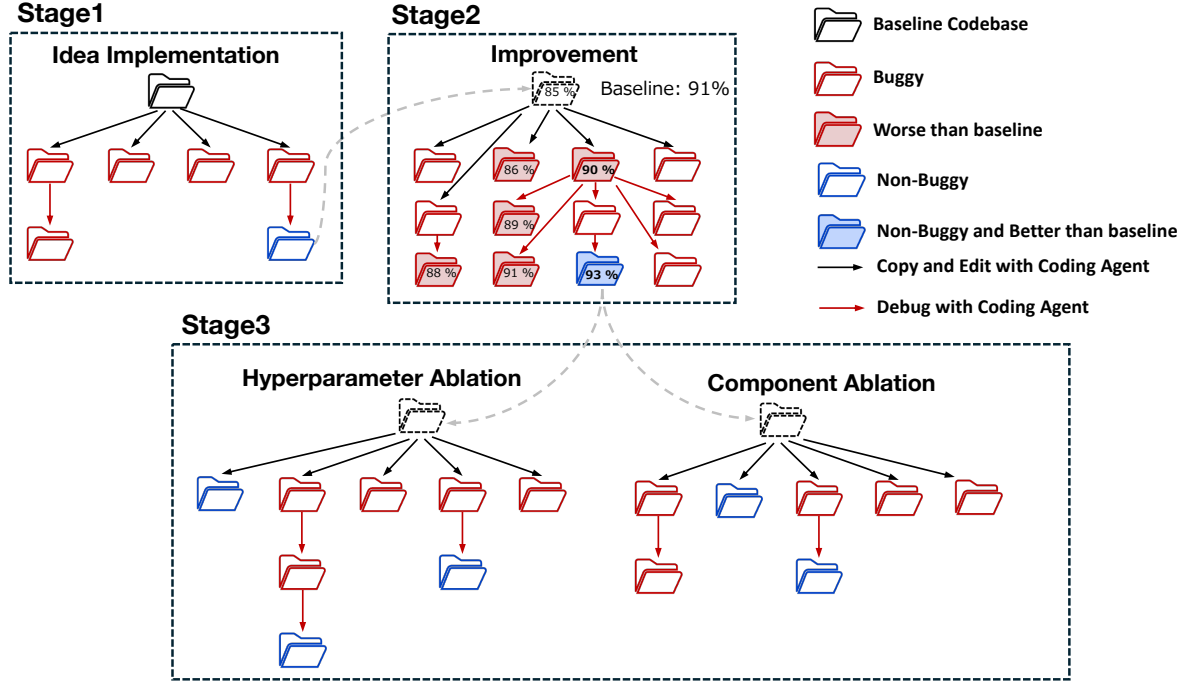 Stage1
Idea Implementation
Stage2
Improvement
85 %
Baseline: 91%
86 %
90 %
89 %
88 %
91 %
93 %
Baseline Codebase
Buggy
Worse than baseline
Non-Buggy
Non-Buggy and Better than baseline
Copy and Edit with Coding Agent
Debug with Coding Agent
Stage3
Hyperparameter Ablation
Component Ablation